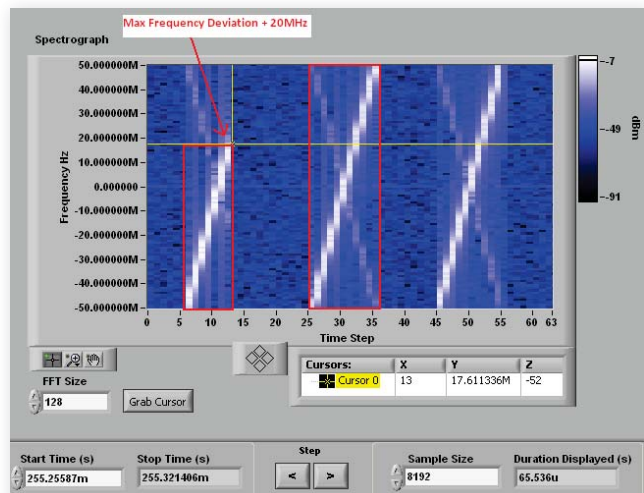 Max Frequency Deviation + 20MHz
Spectrograph
50.000000M
40.000000M
30.000000M
20.000000M
10.000000M
0.000000
-10.000000M
-20.000000M
-30.000000M
-40.000000M
-50.000000M
Frequency Hz
0 5 10 15 20 25 30 35 40 45 50 55 60 63
Time Step
-7
-49
-91
dBm
Cursors: X Y Z
Cursor 0 13 17.611336M -52
FFT Size
128
Grab Cursor
Start Time (s)
255.25587m
Stop Time (s)
255.321406m
Step
< >
Sample Size
8192
Duration Displayed (s)
65.536u